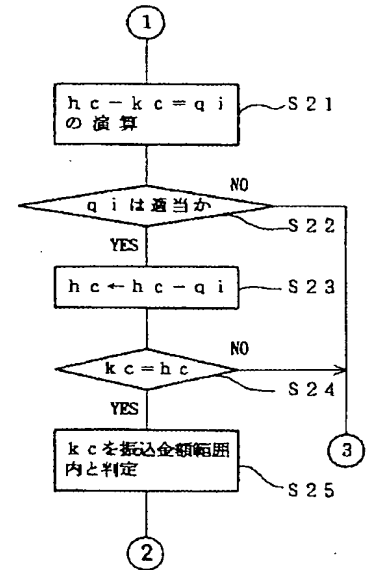 1
hc-kc=qi
の演算
S21
NO
qiは適当か
S22
YES
hc←hc-qi
S23
NO
kc=hc
S24
YES
3
kcを振込金額範囲
内と判定
S25
2